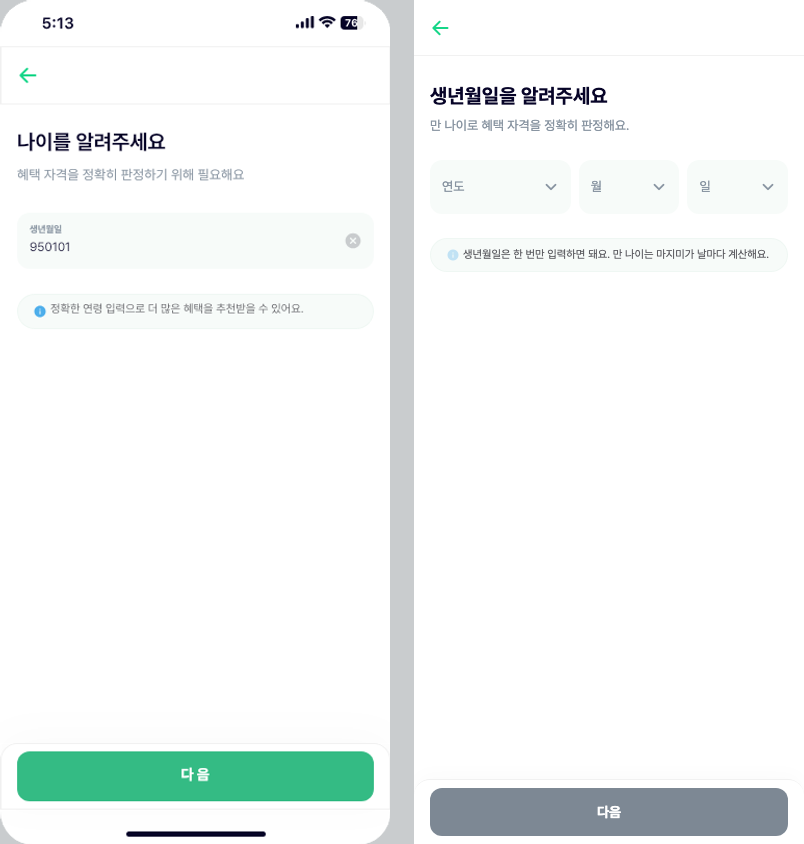 5:13
76
나이를 알려주세요
혜택 자격을 정확히 판정하기 위해 필요해요
생년월일
950101
정확한 연령 입력으로 더 많은 혜택을 추천받을 수 있어요.
다음
생년월일을 알려주세요
만 나이로 혜택 자격을 정확히 판정해요.
연도
월
일
생년월일은 한 번만 입력하면 돼요. 만 나이는 마지미가 날마다 계산해요.
다음